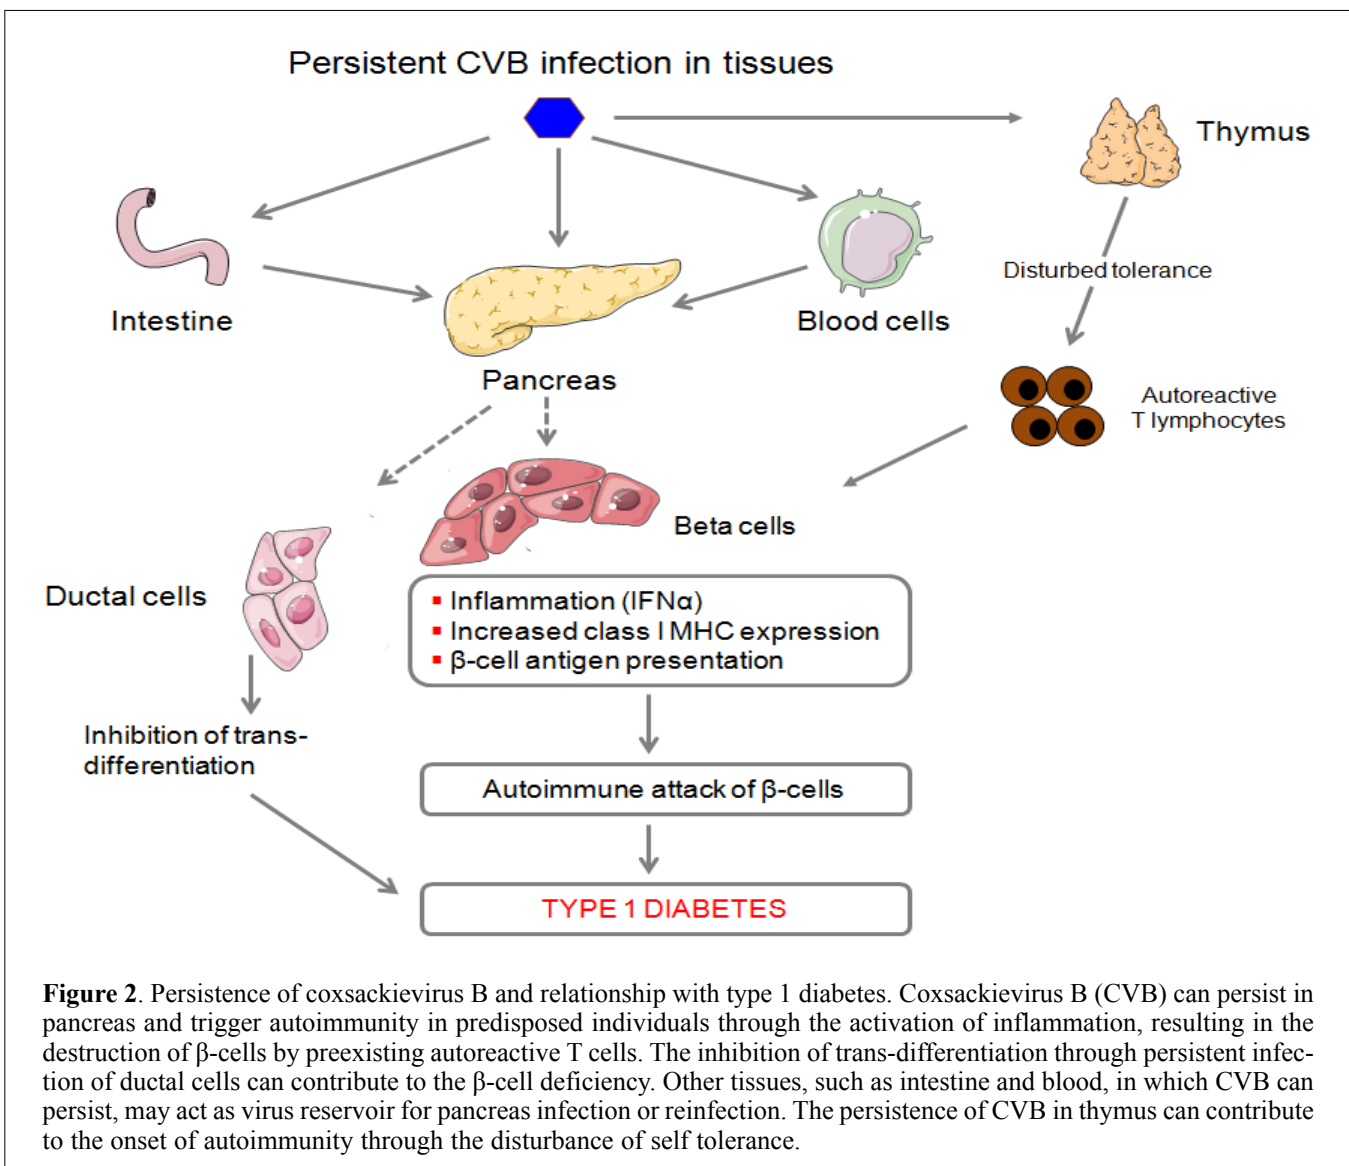 Persistent CVB infection in tissues
Thymus
Intestine
Blood cells
Disturbed tolerance
Pancreas
Autoreactive
T lymphocytes
Beta cells
Ductal cells
▪ Inflammation (IFNα)
▪ Increased class I MHC expression
▪ β-cell antigen presentation
Inhibition of trans-
differentiation
Autoimmune attack of β-cells
TYPE 1 DIABETES
Figure 2. Persistence of coxsackievirus B and relationship with type 1 diabetes. Coxsackievirus B (CVB) can persist in
pancreas and trigger autoimmunity in predisposed individuals through the activation of inflammation, resulting in the
destruction of β-cells by preexisting autoreactive T cells. The inhibition of trans-differentiation through persistent infec-
tion of ductal cells can contribute to the β-cell deficiency. Other tissues, such as intestine and blood, in which CVB can
persist, may act as virus reservoir for pancreas infection or reinfection. The persistence of CVB in thymus can contribute
to the onset of autoimmunity through the disturbance of self tolerance.